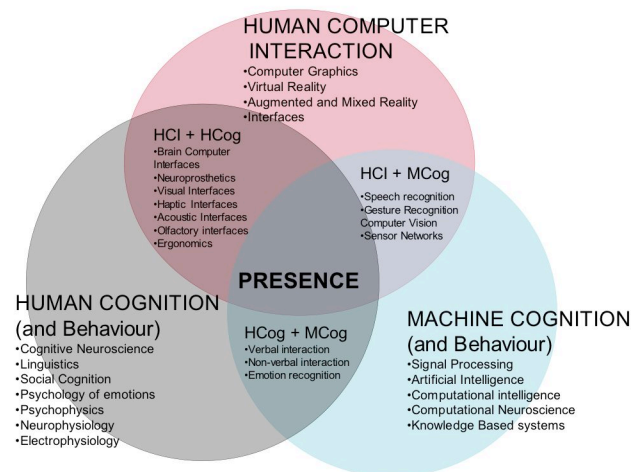 HUMAN COMPUTER
INTERACTION
•Computer Graphics
•Virtual Reality
•Augmented and Mixed Reality
•Interfaces
HCI + HCog
•Brain Computer
Interfaces
•Neuroprosthetics
•Visual Interfaces
•Haptic Interfaces
•Acoustic Interfaces
•Olfactory interfaces
•Ergonomics
HCI + MCog
•Speech recognition
•Gesture Recognition
Computer Vision
•Sensor Networks
PRESENCE
HUMAN COGNITION
(and Behaviour)
•Cognitive Neuroscience
•Linguistics
•Social Cognition
•Psychology of emotions
•Psychophysics
•Neurophysiology
•Electrophysiology
HCog + MCog
•Verbal interaction
•Non-verbal interaction
•Emotion recognition
MACHINE COGNITION
(and Behaviour)
•Signal Processing
•Artificial Intelligence
•Computational intelligence
•Computational Neuroscience
•Knowledge Based systems